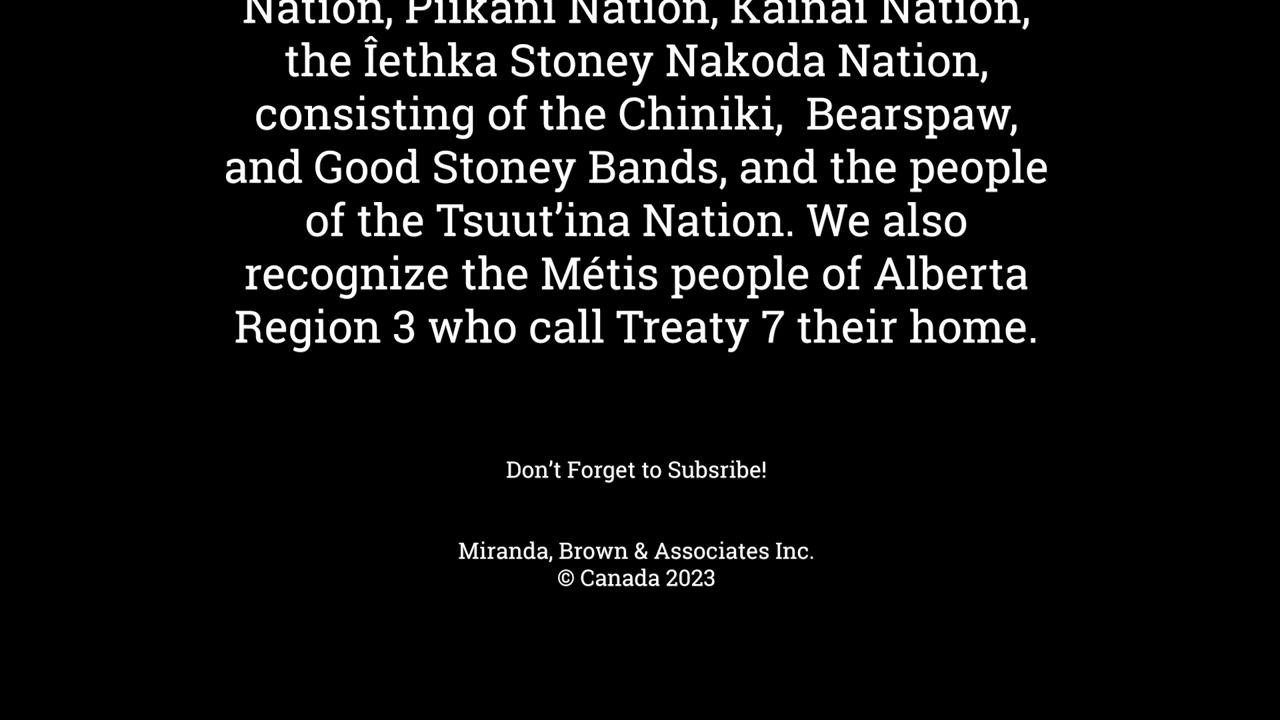 Nation, Piikani Nation, Kainai Nation,
the Îethka Stoney Nakoda Nation,
consisting of the Chiniki,  Bearspaw,
and Good Stoney Bands, and the people
of the Tsuut’ina Nation. We also
recognize the Métis people of Alberta
Region 3 who call Treaty 7 their home.
Don’t Forget to Subsribe!
Miranda, Brown & Associates Inc.
© Canada 2023